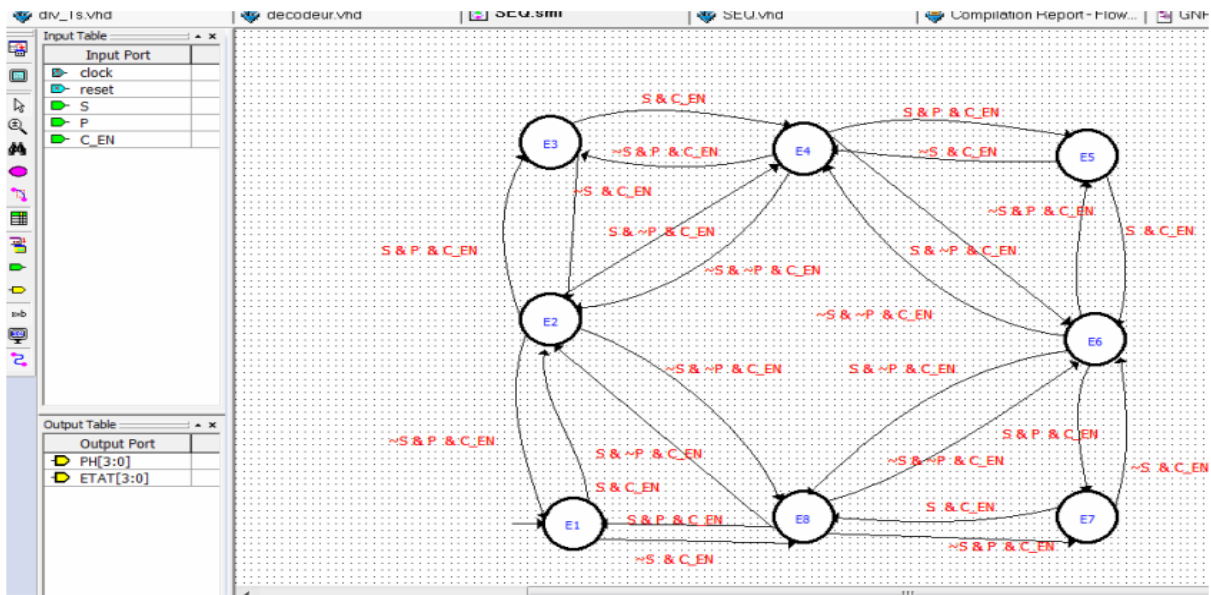 div_1s.vhd
decodeur.vhd
SEQ.smf
SEQ.vhd
Compilation Report - Flow...
Input Table
Input Port
clock
reset
S
P
C_EN
Output Table
Output Port
PH[3:0]
ETAT[3:0]
S & C_EN
S & P & C_EN
E3
~S & P & C_EN
E4
~S & C_EN
E5
~S & C_EN
~S & P & C_EN
S & ~P & C_EN
S & ~P & C_EN
S & C_EN
S & P & C_EN
~S & ~P & C_EN
~S & ~P & C_EN
E2
E6
~S & ~P & C_EN
S & ~P & C_EN
~S & P & C_EN
S & P & C_EN
S & ~P & C_EN
~S & ~P & C_EN
~S & C_EN
S & C_EN
S & C_EN
E1
S & P & C_EN
E8
E7
~S & P & C_EN
~S & C_EN